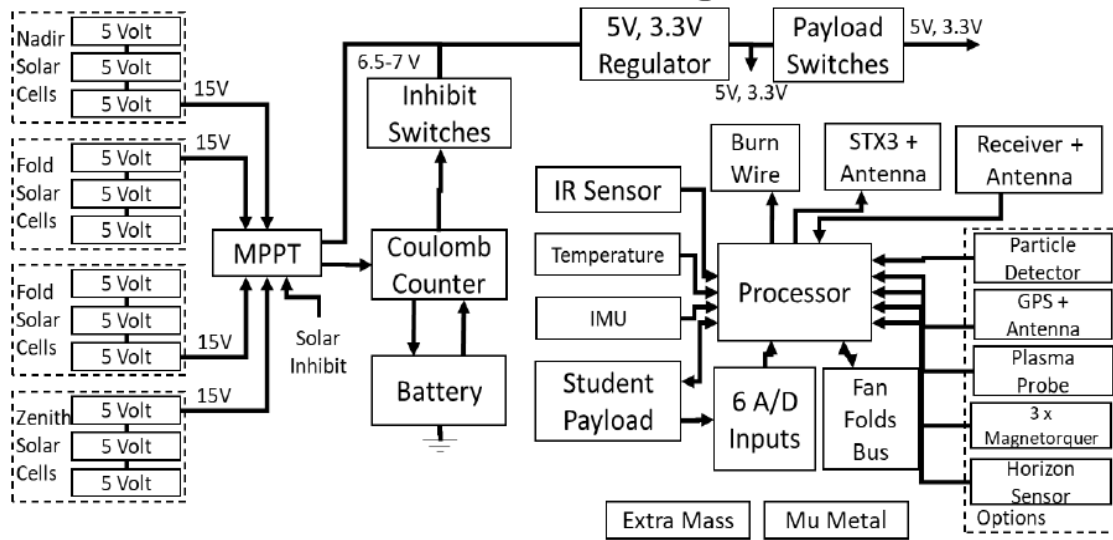 Nadir
Solar
Cells
5 Volt
5 Volt
5 Volt
15V
Fold
Solar
Cells
5 Volt
5 Volt
5 Volt
15V
Fold
Solar
Cells
5 Volt
5 Volt
5 Volt
15V
Zenith
Solar
Cells
5 Volt
5 Volt
5 Volt
15V
MPPT
Solar
Inhibit
6.5-7 V
Inhibit
Switches
Coulomb
Counter
Battery
5V, 3.3V
Regulator
5V, 3.3V
Payload
Switches
5V, 3.3V
Burn
Wire
STX3 +
Antenna
Receiver +
Antenna
IR Sensor
Temperature
IMU
Student
Payload
Processor
6 A/D
Inputs
Fan
Folds
Bus
Particle
Detector
GPS +
Antenna
Plasma
Probe
3 x
Magnetorquer
Horizon
Sensor
Options
Extra Mass
Mu Metal